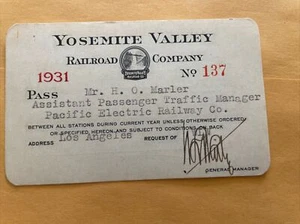 YOSEMITE VALLEY
RAILROAD COMPANY
1931 No 137
PASS Mr. H. O. Marler
Assistant Passenger Traffic Manager
Pacific Electric Railway Co.
BETWEEN ALL STATIONS DURING CURRENT YEAR UNLESS OTHERWISE ORDERED
OR SPECIFIED HEREON AND SUBJECT TO CONDITIONS ON BACK
ADDRESS Los Angeles REQUEST OF
GENERAL MANAGER